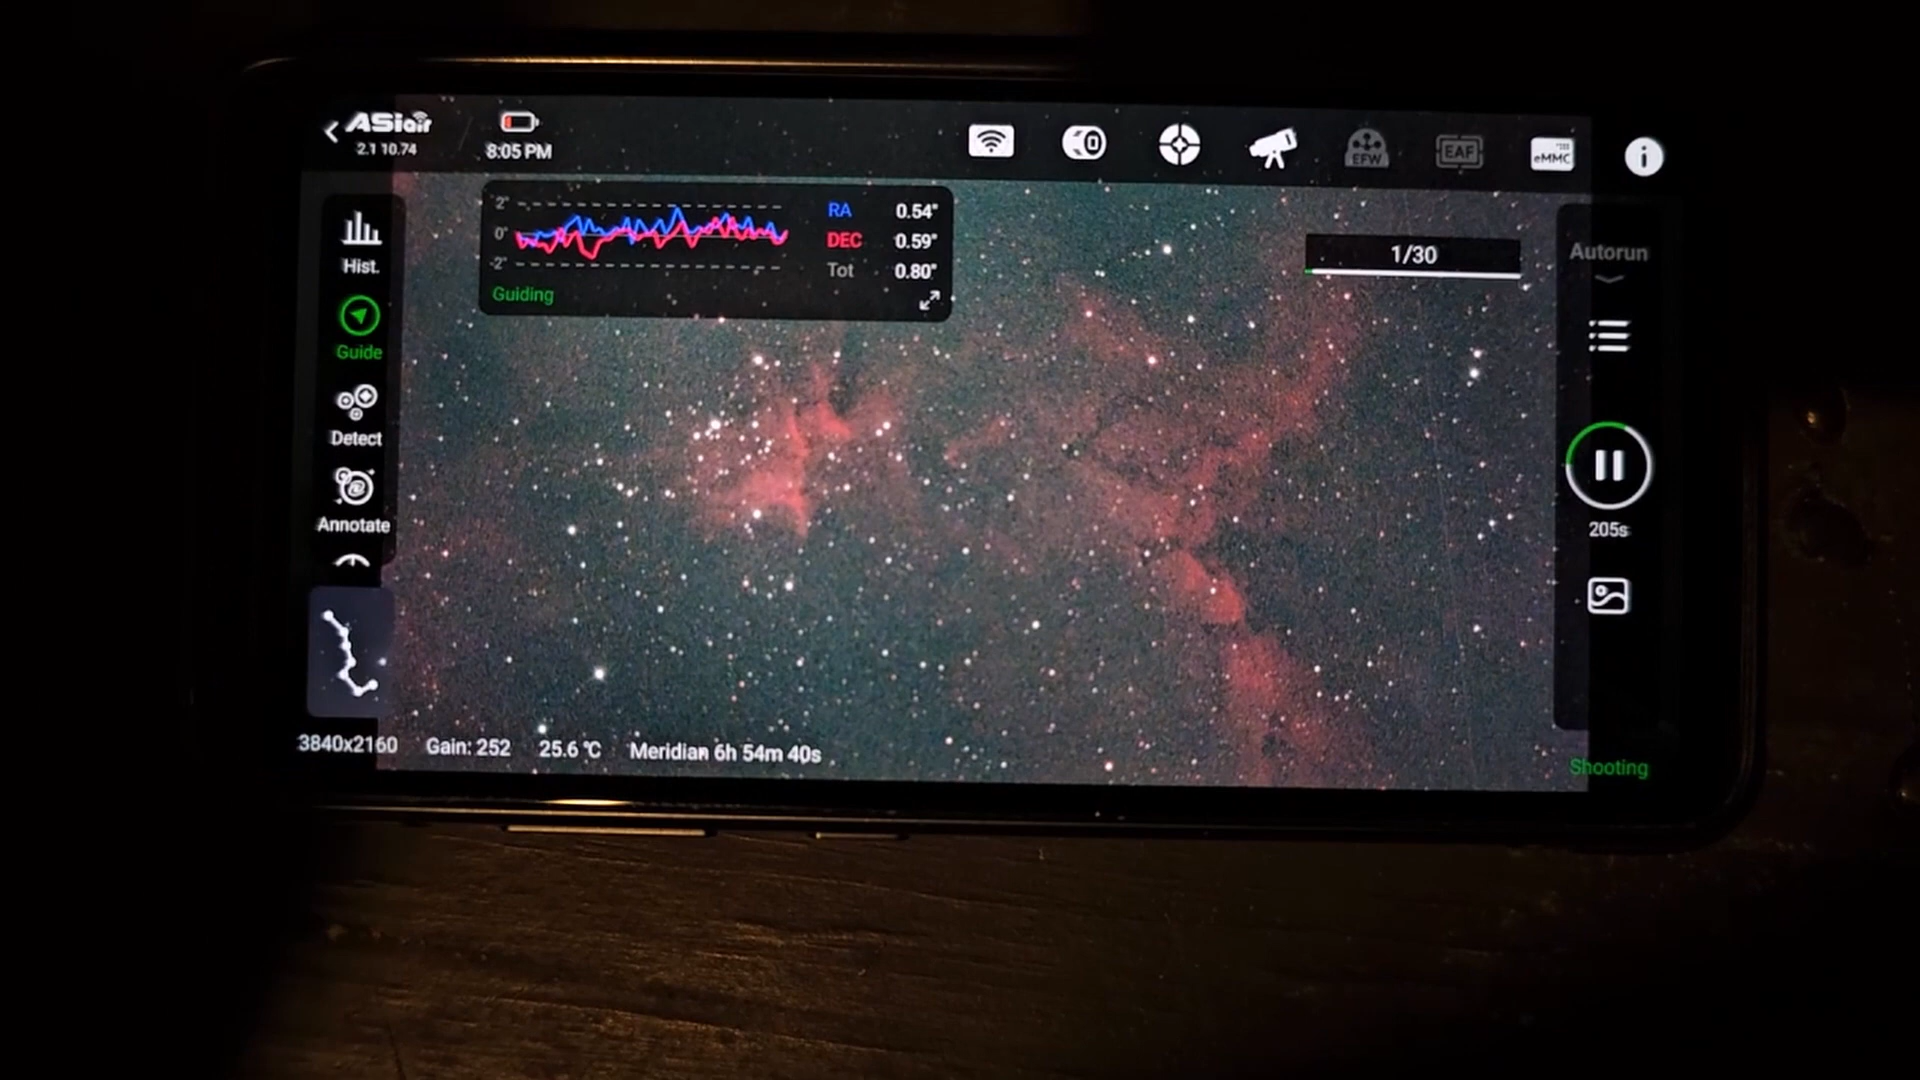 ASiair
2.1 10.74
8:05 PM
EFW
EAF
eMMC
i
Hist.
Guide
Detect
Annotate
2"
0"
-2"
RA 0.54"
DEC 0.59"
Tot 0.80"
Guiding
1/30
Autorun
205s
3840x2160 Gain: 252 25.6 ℃ Meridian 6h 54m 40s
Shooting